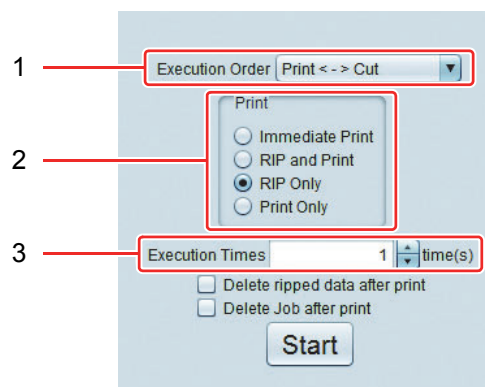 1 Execution Order Print < - > Cut
Print
Immediate Print
2 RIP and Print
RIP Only
Print Only
3 Execution Times 1 time(s)
Delete ripped data after print
Delete Job after print
Start